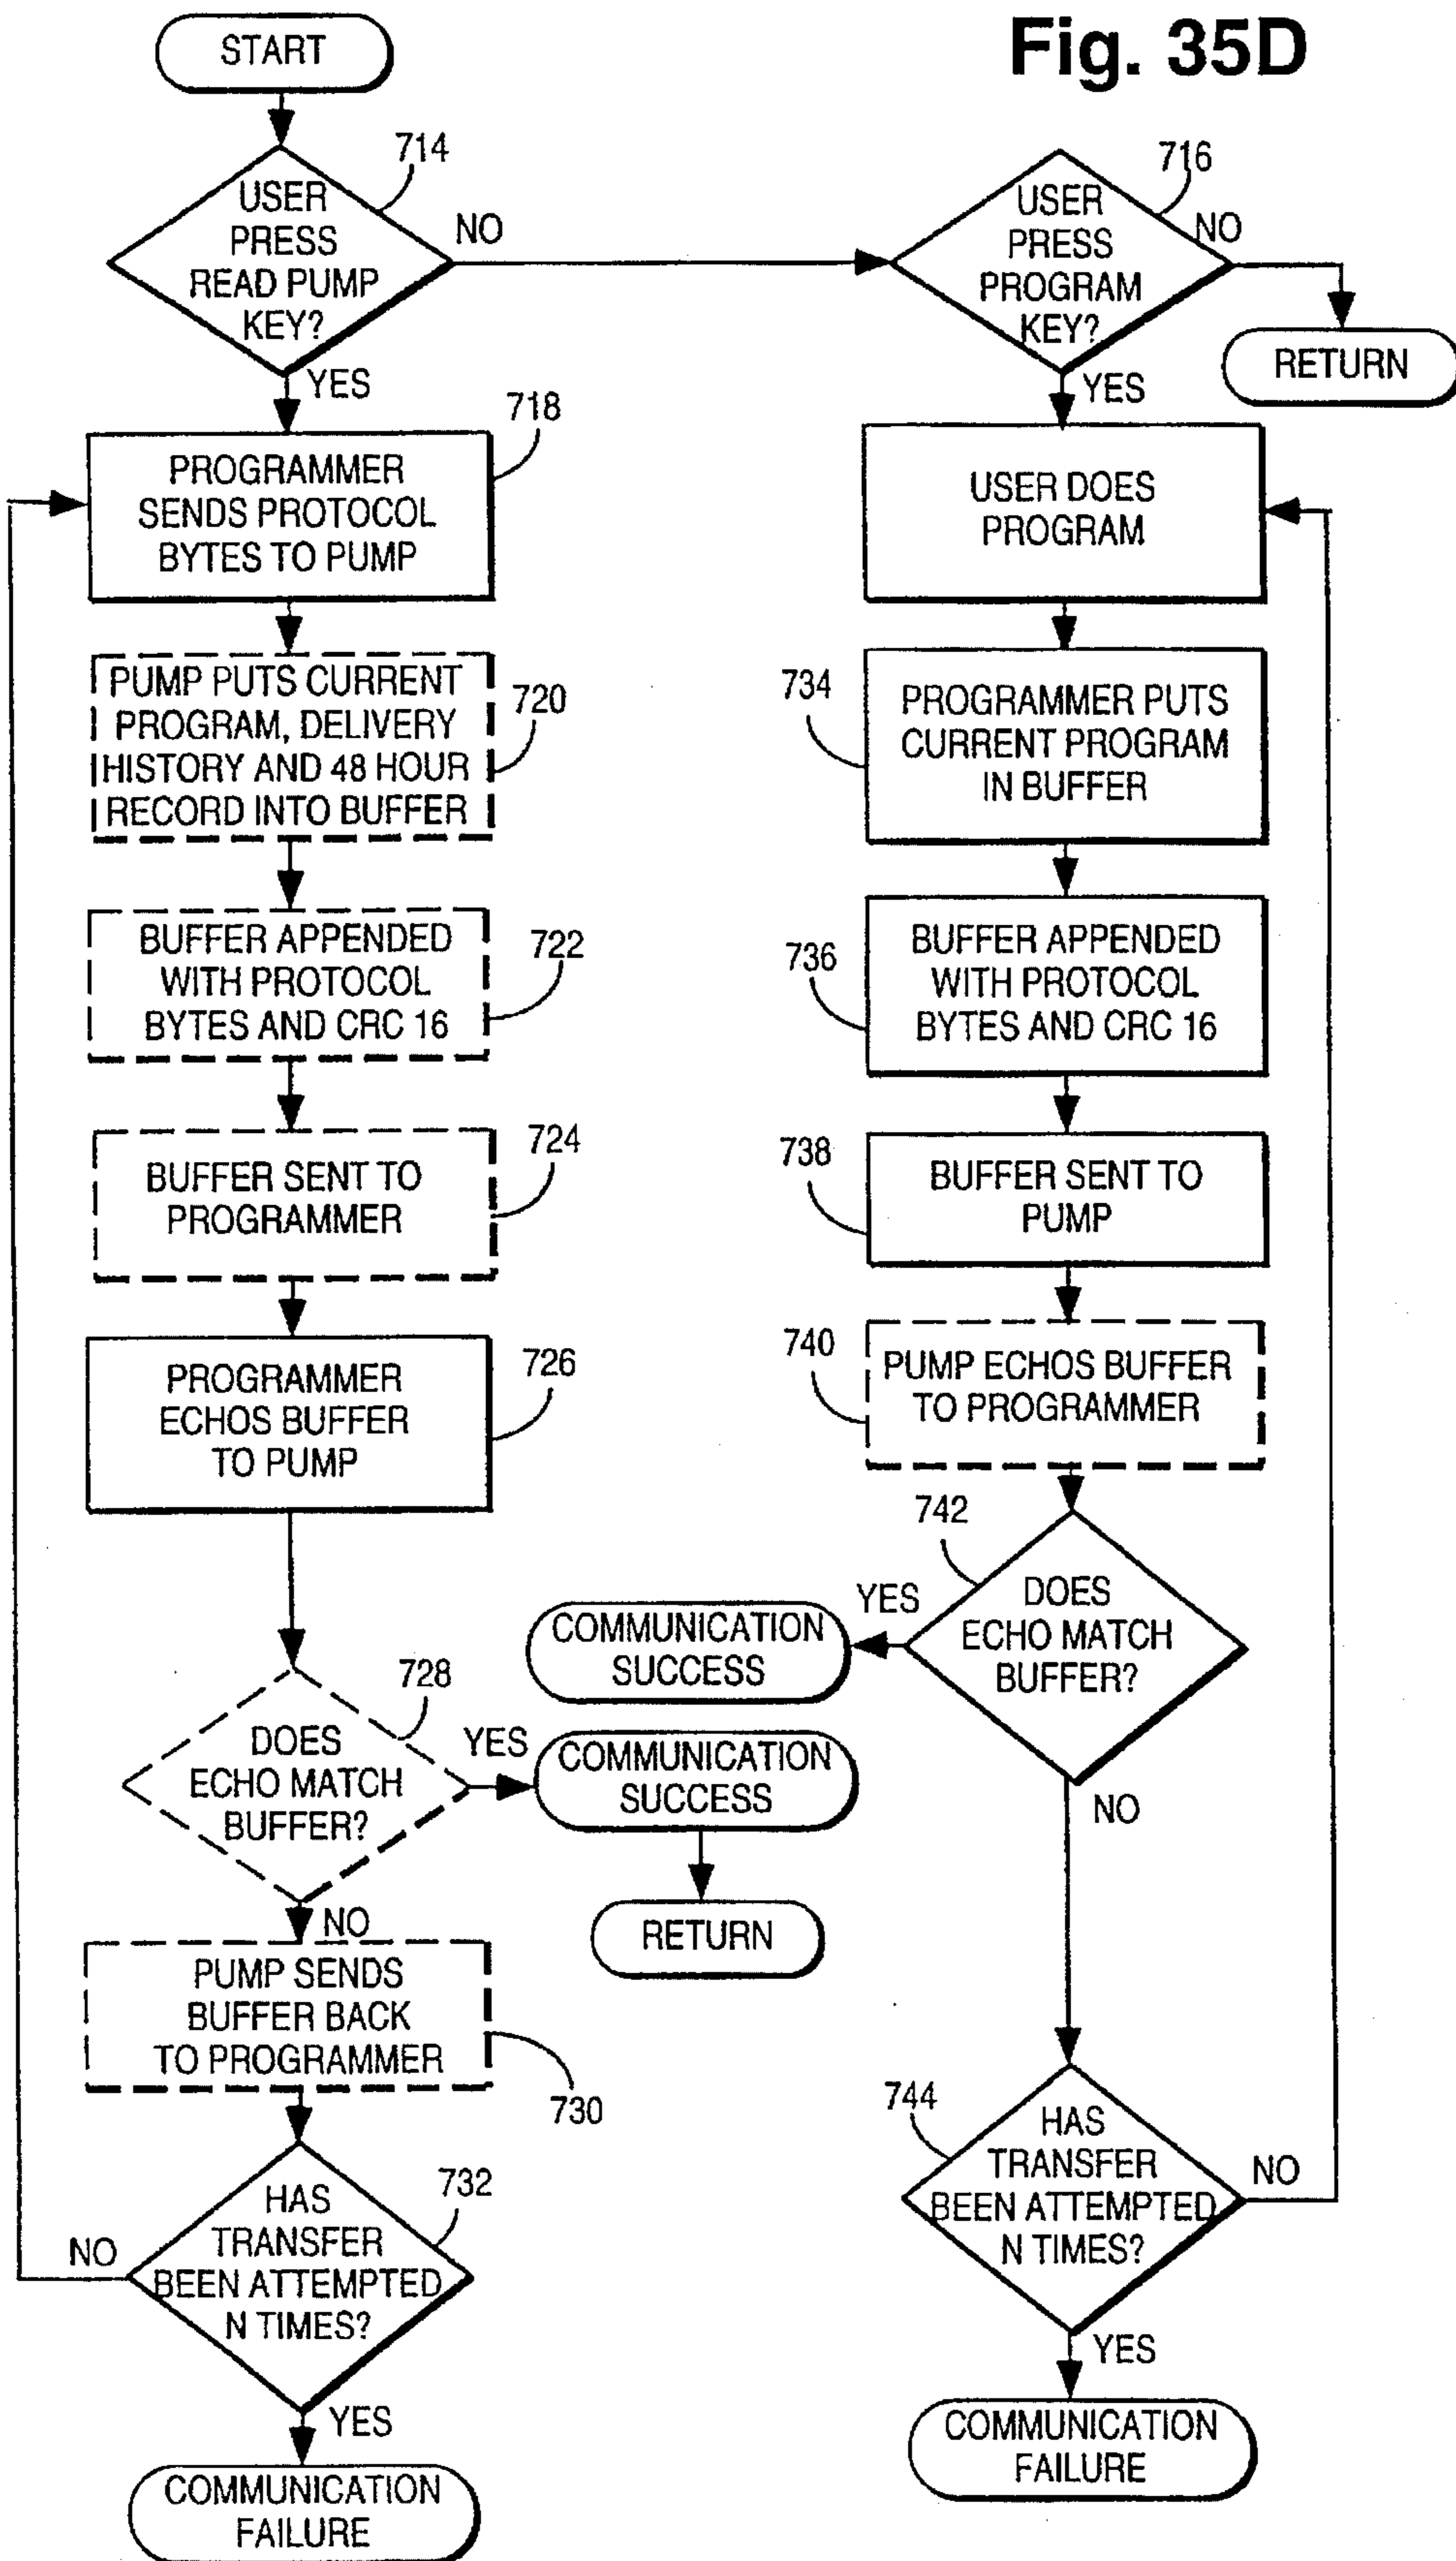 Fig. 35D
START
714
USER
PRESS
READ PUMP
KEY?
NO
YES
716
USER
PRESS
PROGRAM
KEY?
NO
RETURN
YES
718
PROGRAMMER
SENDS PROTOCOL
BYTES TO PUMP
720
PUMP PUTS CURRENT
PROGRAM, DELIVERY
HISTORY AND 48 HOUR
RECORD INTO BUFFER
722
BUFFER APPENDED
WITH PROTOCOL
BYTES AND CRC 16
724
BUFFER SENT TO
PROGRAMMER
726
PROGRAMMER
ECHOS BUFFER
TO PUMP
728
DOES
ECHO MATCH
BUFFER?
YES
COMMUNICATION
SUCCESS
RETURN
NO
PUMP SENDS
BUFFER BACK
TO PROGRAMMER
730
732
HAS
TRANSFER
BEEN ATTEMPTED
N TIMES?
NO
YES
COMMUNICATION
FAILURE
USER DOES
PROGRAM
734
PROGRAMMER PUTS
CURRENT PROGRAM
IN BUFFER
736
BUFFER APPENDED
WITH PROTOCOL
BYTES AND CRC 16
738
BUFFER SENT TO
PUMP
740
PUMP ECHOS BUFFER
TO PROGRAMMER
742
DOES
ECHO MATCH
BUFFER?
YES
COMMUNICATION
SUCCESS
NO
744
HAS
TRANSFER
BEEN ATTEMPTED
N TIMES?
NO
YES
COMMUNICATION
FAILURE